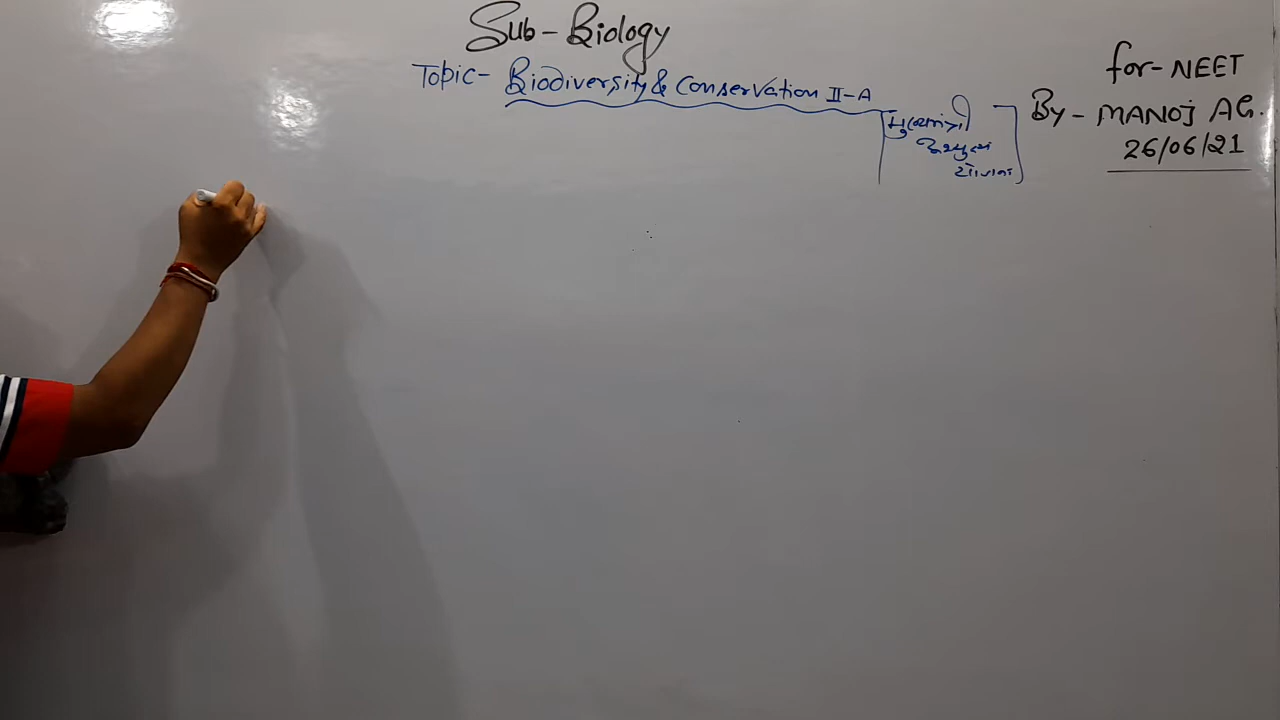 Sub- Biology
Topic- Biodiversity & Conservation II-A
for- NEET
By - MANOJ AG.
26/06/21